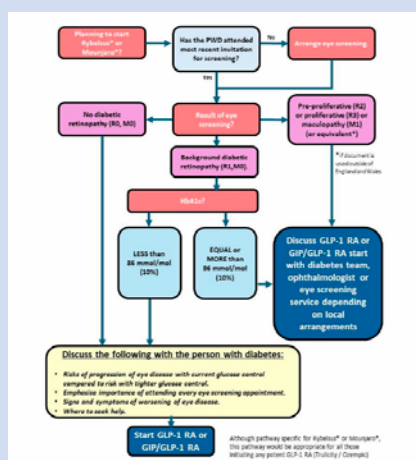 Planning to start
Rybelsus® or
Mounjaro®?
Has the PWD attended
most recent invitation
for screening?
No
Arrange eye screening
yes
No diabetic
retinopathy (R0, M0)
Result of eye
screening?
Pre-proliferative (R2)
or proliferative (R3)
or maculopathy (M1)
(or equivalent*)
Background diabetic
retinopathy (R1,M0).
*If document is
used outside of
England and Wales
HbA1c?
LESS than
86 mmol/mol
(10%)
EQUAL or
MORE than
86 mmol/mol
(10%)
Discuss GLP-1 RA or
GIP/GLP-1 RA start
with diabetes team,
ophthalmologist or
eye screening
service depending on
local arrangements
Discuss the following with the person with diabetes:
• Risks of progression of eye disease with current glucose control
compared to risk with tighter glucose control.
• Emphasise importance of attending every eye screening appointment.
• Signs and symptoms of worsening of eye disease.
• Where to seek help.
Start GLP-1 RA or
GIP/GLP-1 RA
Although pathway specific for Rybelsus® or Mounjaro®,
this pathway would be appropriate for all those
initiating any potent GLP-1 RA (Trulicity / Ozempic)